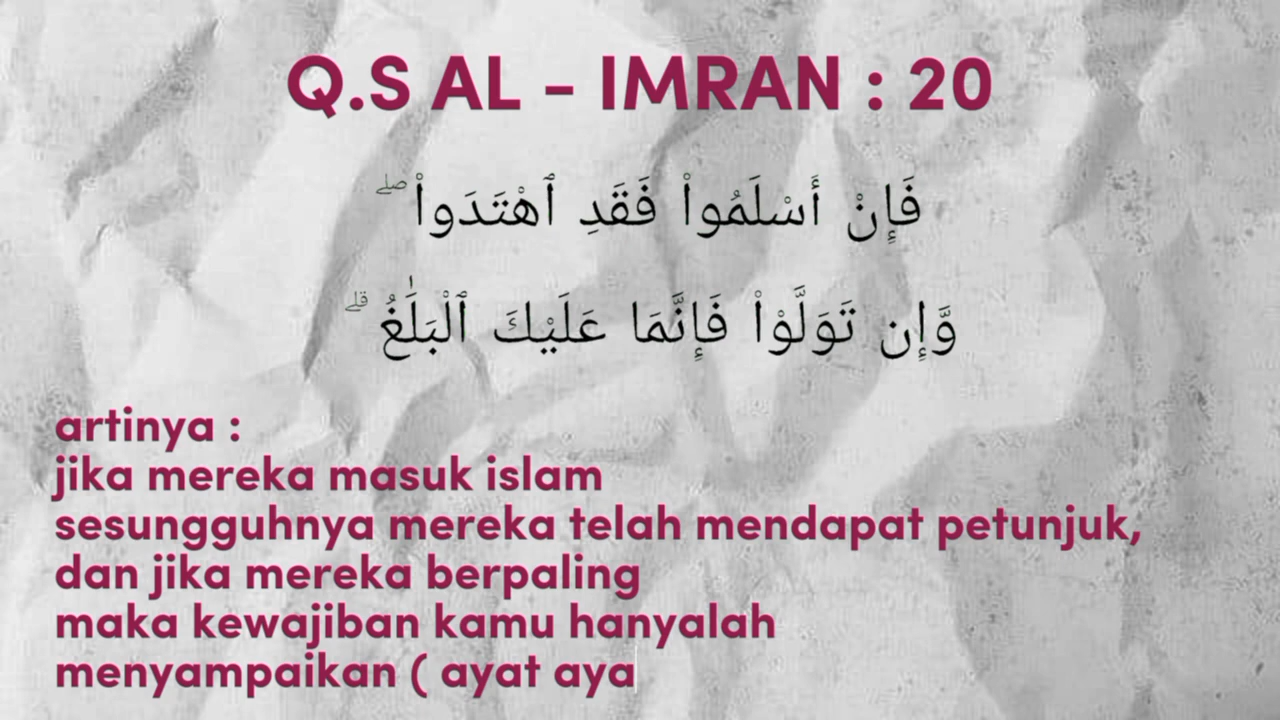 Q.S AL - IMRAN : 20
فَإِنْ أَسْلَمُوا۟ فَقَدِ ٱهْتَدَوا۟ ۖ
وَّإِن تَوَلَّوْا۟ فَإِنَّمَا عَلَيْكَ ٱلْبَلَٰغُ ۗ
artinya :
jika mereka masuk islam
sesungguhnya mereka telah mendapat petunjuk,
dan jika mereka berpaling
maka kewajiban kamu hanyalah
menyampaikan ( ayat aya